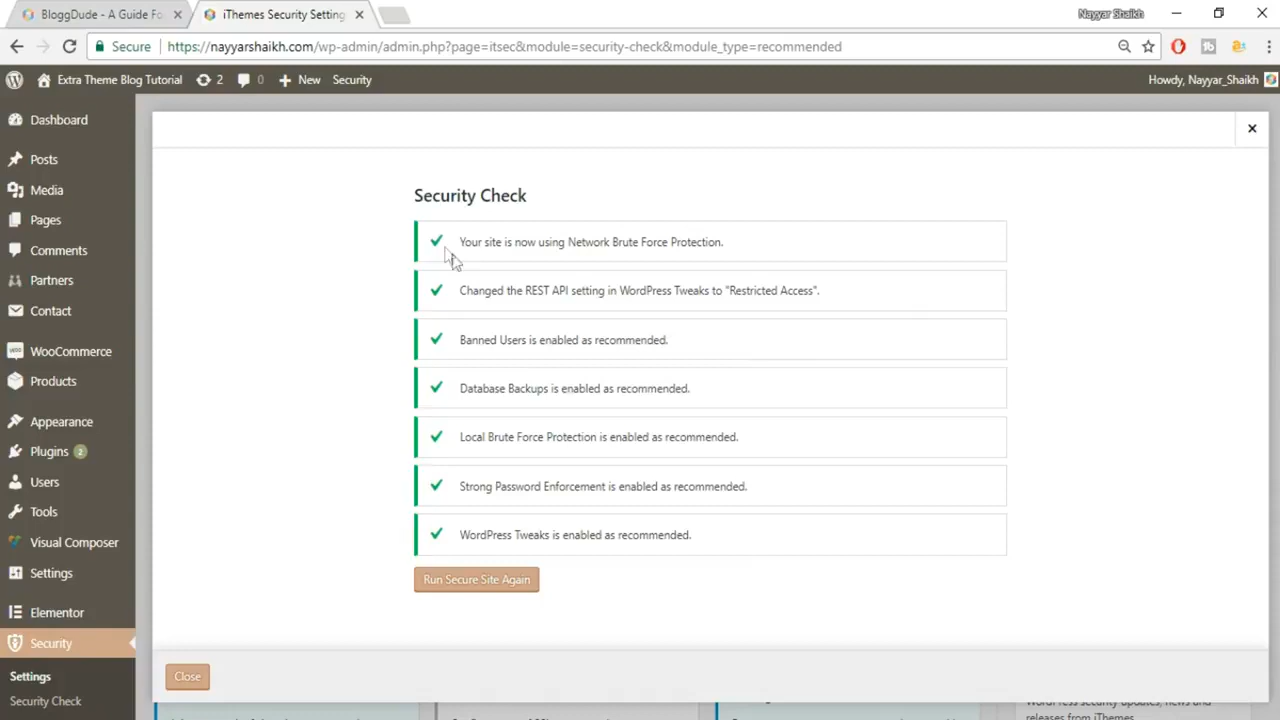 BloggDude - A Guide Fo
iThemes Security Setting
Nayyar Shaikh
Secure
https://nayyarshaikh.com/wp-admin/admin.php?page=itsec&module=security-check&module_type=recommended
Extra Theme Blog Tutorial
2
0
New
Security
Howdy, Nayyar_Shaikh
Dashboard
Posts
Media
Pages
Comments
Partners
Contact
WooCommerce
Products
Appearance
Plugins 2
Users
Tools
Visual Composer
Settings
Elementor
Security
Settings
Security Check
Security Check
Your site is now using Network Brute Force Protection.
Changed the REST API setting in WordPress Tweaks to "Restricted Access".
Banned Users is enabled as recommended.
Database Backups is enabled as recommended.
Local Brute Force Protection is enabled as recommended.
Strong Password Enforcement is enabled as recommended.
WordPress Tweaks is enabled as recommended.
Run Secure Site Again
Close
WordPress security updates, news and
releases from iThemes